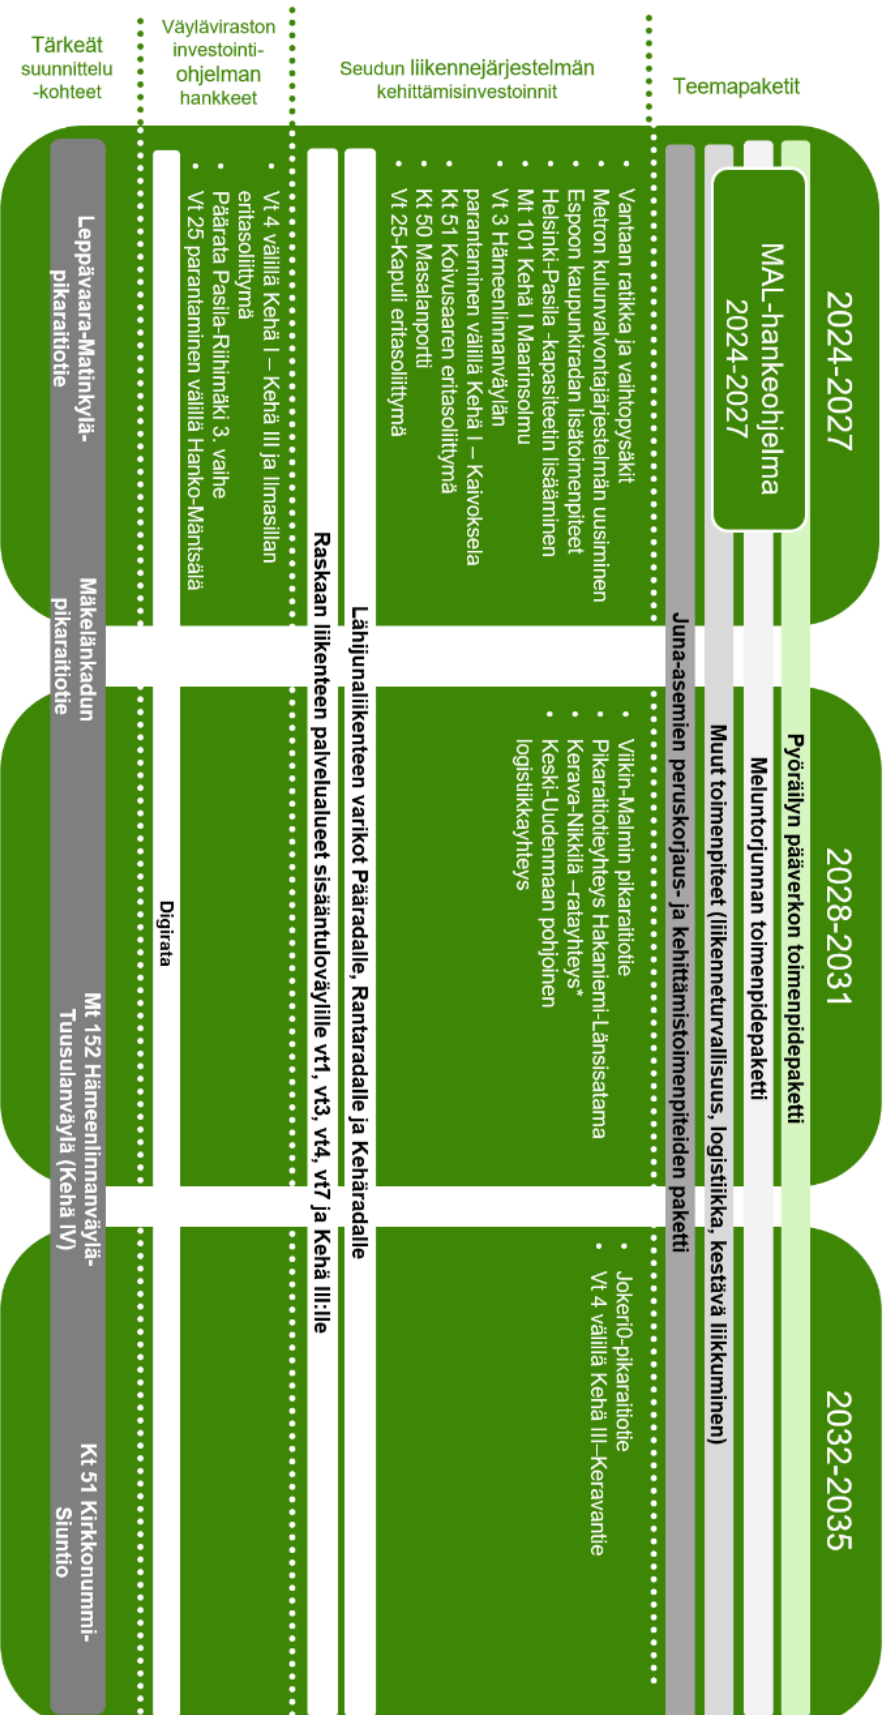 Tärkeät
suunnittelu
-kohteet
Väyläviraston
investointi-
ohjelman
hankkeet
Seudun liikennejärjestelmän
kehittämisinvestoinnit
Teemapaketit
2024-2027
MAL-hankeohjelma
2024-2027
Vantaan ratikka ja vaihtopysäkit
Metron kulunvalvontajärjestelmän uusiminen
Espoon kaupunkiradan lisätoimenpiteet
Helsinki-Pasila -kapasiteetin lisääminen
Mt 101 Kehä I Maarinsolmu
Vt 3 Hämeenlinnanväylän
parantaminen välillä Kehä I – Kaivoksela
Kt 51 Koivusaaren eritasoliittymä
Kt 50 Masalanportti
Vt 25-Kapuli eritasoliittymä
Vt 4 välillä Kehä I – Kehä III ja Ilmasillan
eritasoliittymä
Päärata Pasila-Riihimäki 3. vaihe
Vt 25 parantaminen välillä Hanko-Mäntsälä
2028-2031
Viikin-Malmin pikaraitiotie
Pikaraitiotieyhteys Hakaniemi-Länsisatama
Kerava-Nikkilä –ratayhteys*
Keski-Uudenmaan pohjoinen
logistiikkayhteys
2032-2035
Jokeri0-pikaraitiotie
Vt 4 välillä Kehä III–Keravantie
Pyöräilyn pääverkon toimenpidepaketti
Meluntorjunnan toimenpidepaketti
Muut toimenpiteet (liikenneturvallisuus, logistiikka, kestävä liikkuminen)
Juna-asemien peruskorjaus- ja kehittämistoimenpiteiden paketti
Lähijunaliikenteen varikot Pääradalle, Rantaradalle ja Kehäradalle
Raskaan liikenteen palvelualueet sisääntuloväylille vt1, vt3, vt4, vt7 ja Kehä III:lle
Digirata
Leppävaara-Matinkylä-
pikaraitiotie
Mäkelänkadun
pikaraitiotie
Mt 152 Hämeenlinnanväylä-
Tuusulanväylä (Kehä IV)
Kt 51 Kirkkonummi-
Siuntio